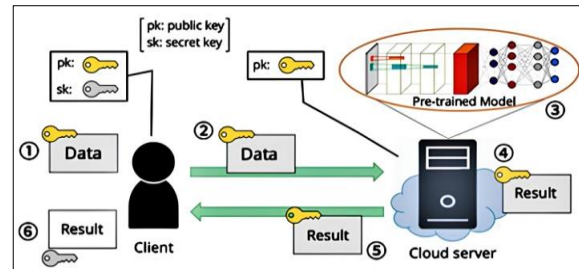 [pk: public key
sk: secret key]
pk:
sk:
pk:
Pre-trained Model
③
①
Data
②
Data
④
Result
⑥
Result
Client
Result
⑤
Cloud server